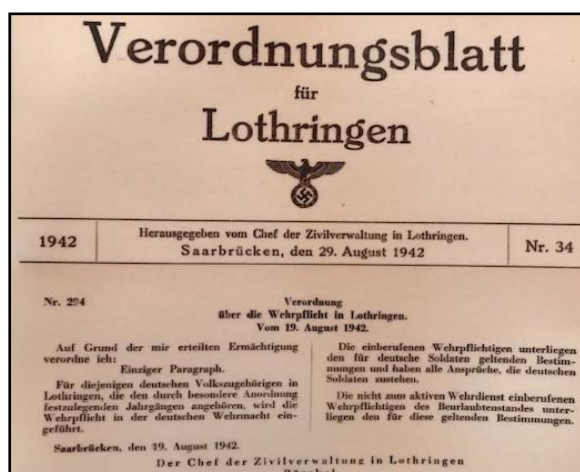 Verordnungsblatt
für
Lothringen
1942
Herausgegeben vom Chef der Zivilverwaltung in Lothringen.
Saarbrücken, den 29. August 1942
Nr. 34
Nr. 294
Verordnung
über die Wehrpflicht in Lothringen.
Vom 19. August 1942.
Auf Grund der mir erteilten Ermächtigung
verordne ich:
Einziger Paragraph.
Für diejenigen deutschen Volkszugehörigen in
Lothringen, die den durch besondere Anordnung
festzulegenden Jahrgängen angehören, wird die
Wehrpflicht in der deutschen Wehrmacht ein-
geführt.
Die einberufenen Wehrpflichtigen unterliegen
den für deutsche Soldaten geltenden Bestim-
mungen und haben alle Ansprüche, die deutschen
Soldaten zustehen.
Die nicht zum aktiven Wehrdienst einberufenen
Wehrpflichtigen des Beurlaubtenstandes unter-
liegen den für diese geltenden Bestimmungen.
Saarbrücken, den 19. August 1942.
Der Chef der Zivilverwaltung in Lothringen